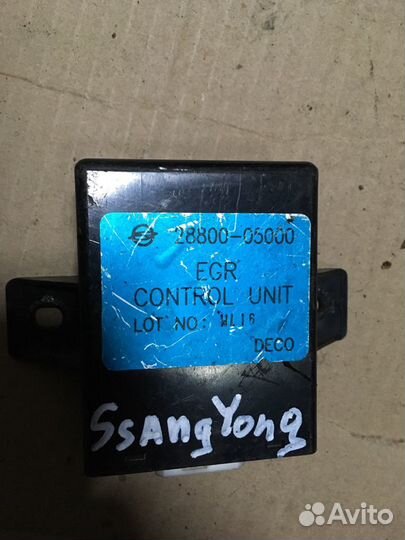 28800-05000
EGR
CONTROL UNIT
LOT NO: WL16
DECO
SsAngYong
Avito